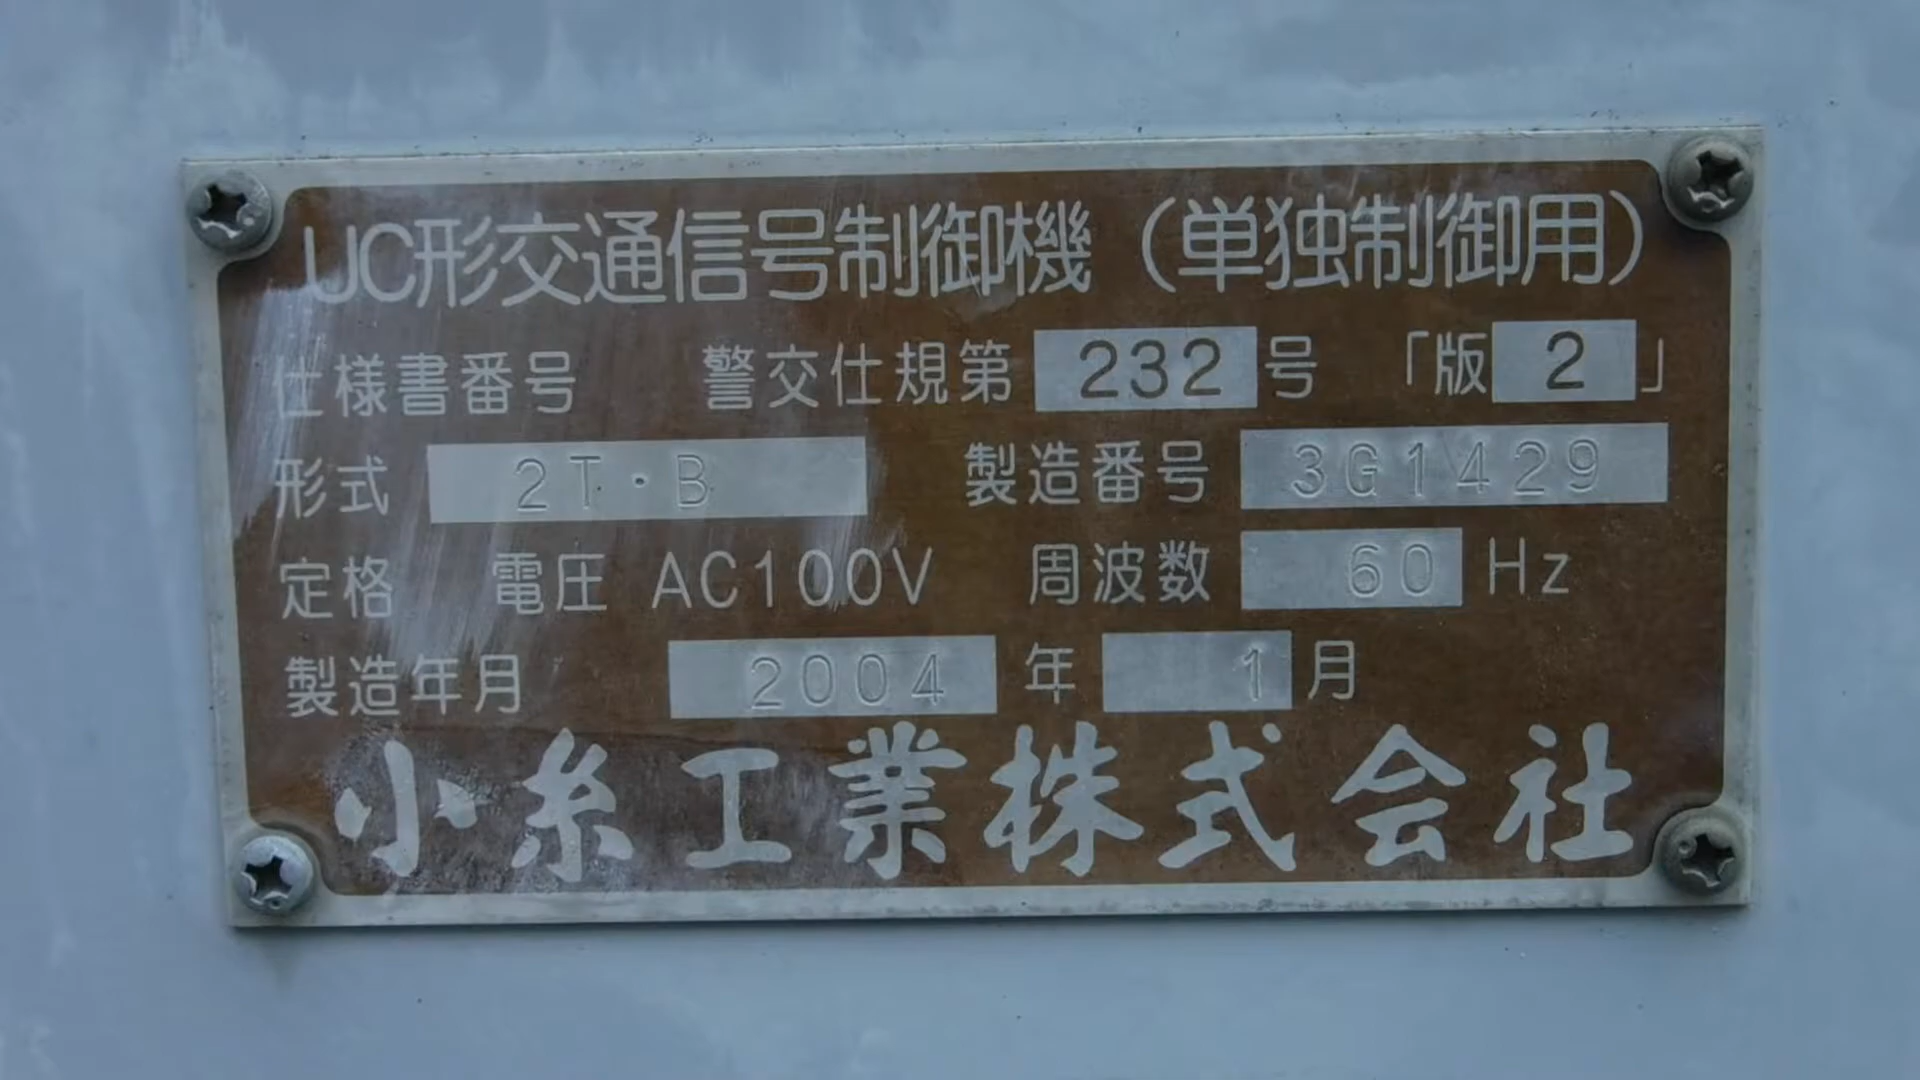 UC形交通信号制御機（単独制御用）
仕様書番号 警交仕規第 232 号 「版 2」
形式 2T・B 製造番号 3G1429
定格 電圧 AC100V 周波数 60 Hz
製造年月 2004 年 1 月
小糸工業株式会社